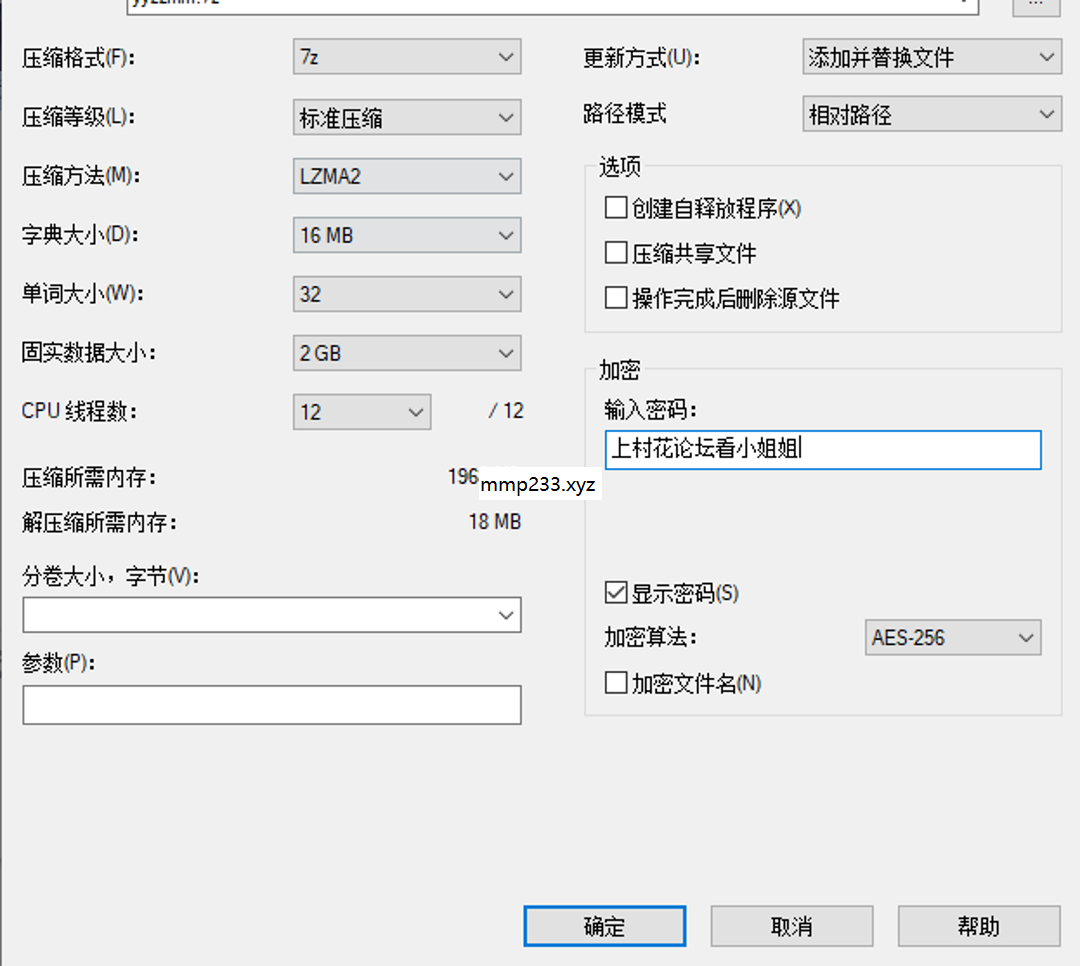 压缩格式(F): 7z
压缩等级(L): 标准压缩
压缩方法(M): LZMA2
字典大小(D): 16 MB
单词大小(W): 32
固实数据大小: 2 GB
CPU 线程数: 12 / 12
压缩所需内存: 196
mmp233.xyz
解压缩所需内存: 18 MB
分卷大小，字节(V):
参数(P):
更新方式(U): 添加并替换文件
路径模式 相对路径
选项
创建自释放程序(X)
压缩共享文件
操作完成后删除源文件
加密
输入密码:
上村花论坛看小姐姐
显示密码(S)
加密算法: AES-256
加密文件名(N)
...
确定 取消 帮助